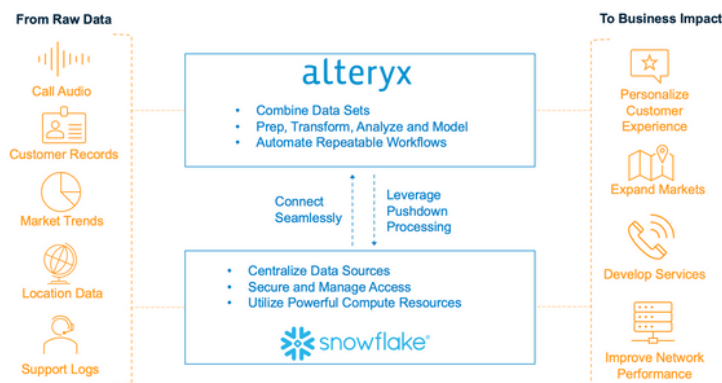 From Raw Data
Call Audio
Customer Records
Market Trends
Location Data
Support Logs
alteryx
• Combine Data Sets
• Prep, Transform, Analyze and Model
• Automate Repeatable Workflows
Connect
Seamlessly
Leverage
Pushdown
Processing
• Centralize Data Sources
• Secure and Manage Access
• Utilize Powerful Compute Resources
snowflake®
To Business Impact
Personalize
Customer
Experience
Expand Markets
Develop Services
Improve Network
Performance